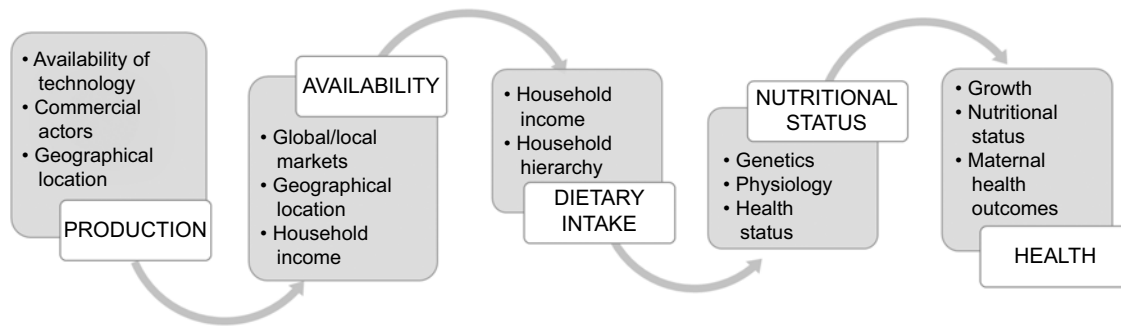 • Availability of
technology
• Commercial
actors
• Geographical
location
PRODUCTION
AVAILABILITY
• Global/local
markets
• Geographical
location
• Household
income
• Household
income
• Household
hierarchy
DIETARY
INTAKE
NUTRITIONAL
STATUS
• Genetics
• Physiology
• Health
status
• Growth
• Nutritional
status
• Maternal
health
outcomes
HEALTH